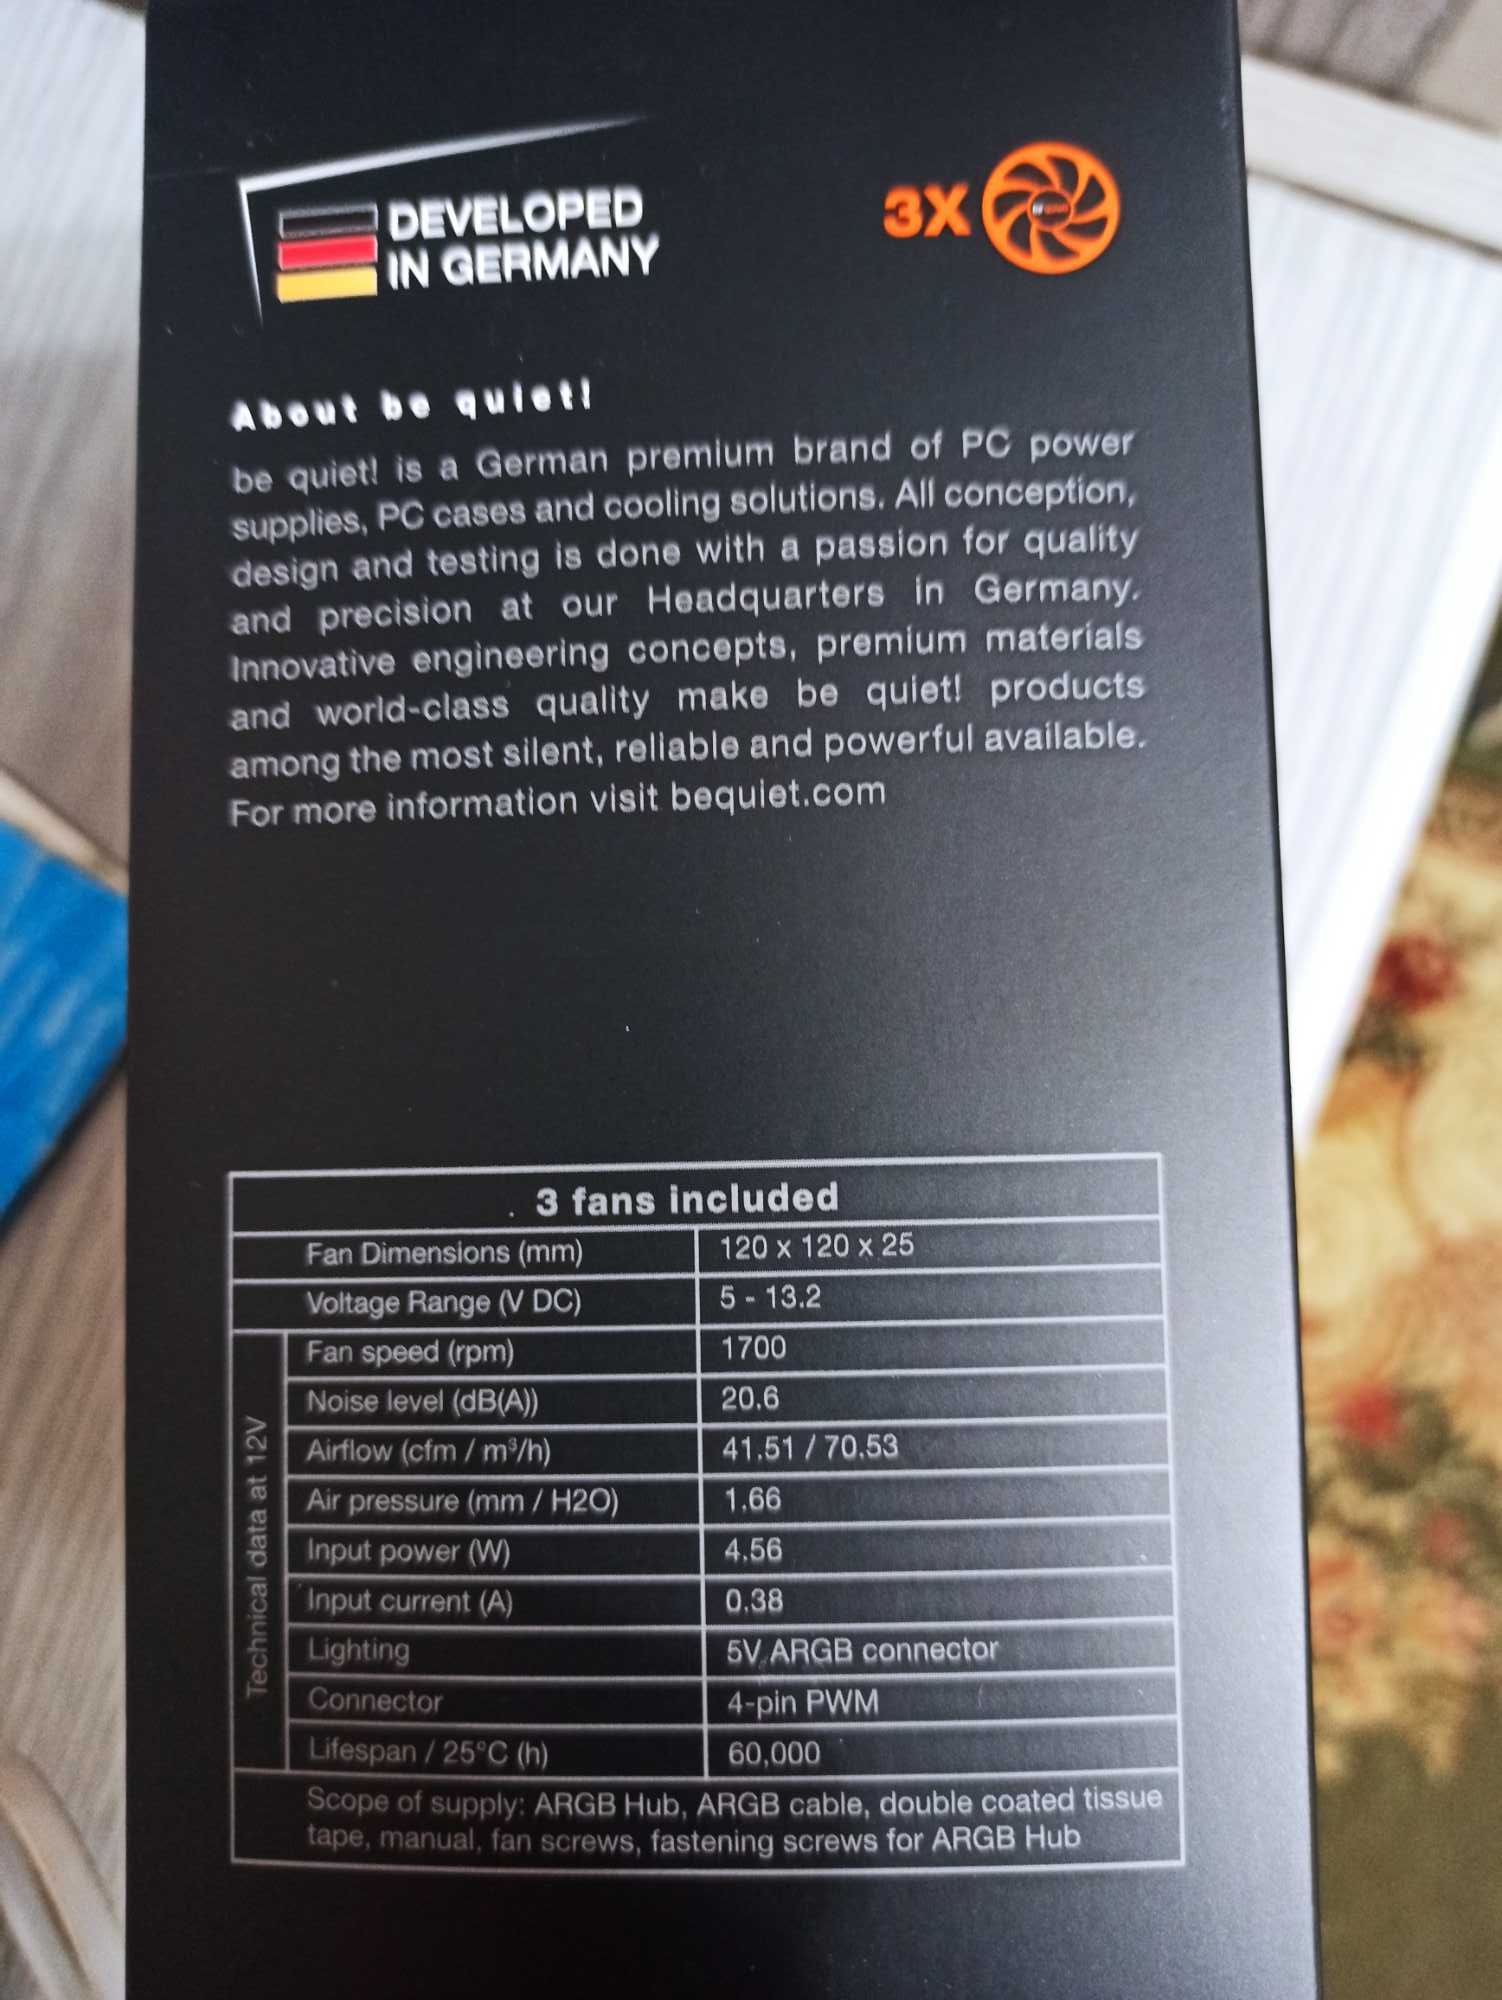 DEVELOPED
IN GERMANY
3X
About be quiet!
be quiet! is a German premium brand of PC power
supplies, PC cases and cooling solutions. All conception,
design and testing is done with a passion for quality
and precision at our Headquarters in Germany.
Innovative engineering concepts, premium materials
and world-class quality make be quiet! products
among the most silent, reliable and powerful available.
For more information visit bequiet.com
3 fans included
Fan Dimensions (mm) 120 x 120 x 25
Voltage Range (V DC) 5 - 13.2
Technical data at 12V
Fan speed (rpm) 1700
Noise level (dB(A)) 20.6
Airflow (cfm / m³/h) 41.51 / 70.53
Air pressure (mm / H2O) 1.66
Input power (W) 4.56
Input current (A) 0.38
Lighting 5V ARGB connector
Connector 4-pin PWM
Lifespan / 25°C (h) 60,000
Scope of supply: ARGB Hub, ARGB cable, double coated tissue
tape, manual, fan screws, fastening screws for ARGB Hub